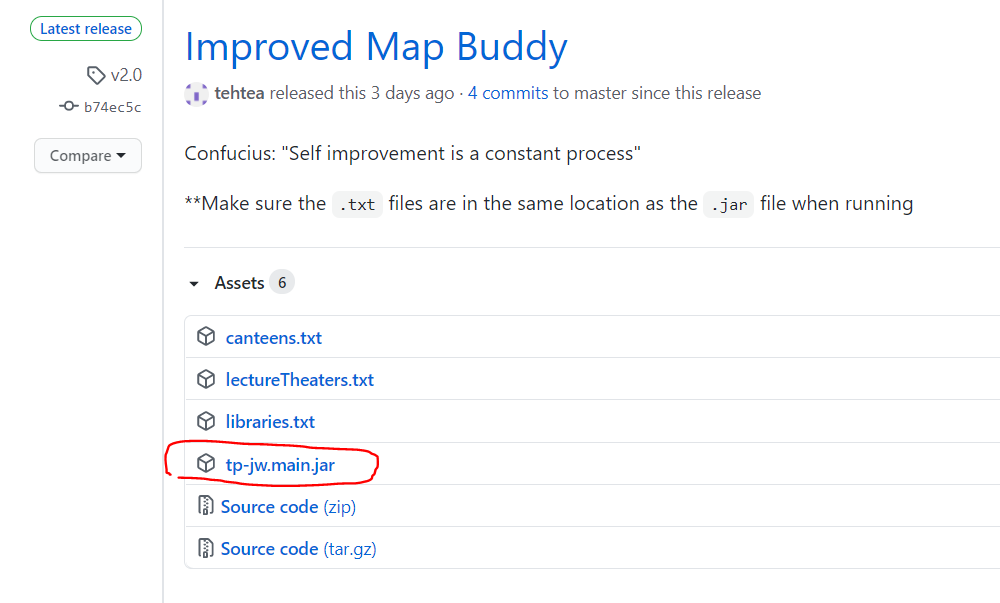 Latest release
v2.0
b74ec5c
Compare
Improved Map Buddy
tehtea released this 3 days ago · 4 commits to master since this release
Confucius: "Self improvement is a constant process"
**Make sure the .txt files are in the same location as the .jar file when running
Assets 6
canteens.txt
lectureTheaters.txt
libraries.txt
tp-jw.main.jar
Source code (zip)
Source code (tar.gz)